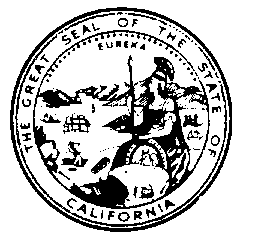 THE GREAT SEAL OF THE STATE OF CALIFORNIA
EUREKA